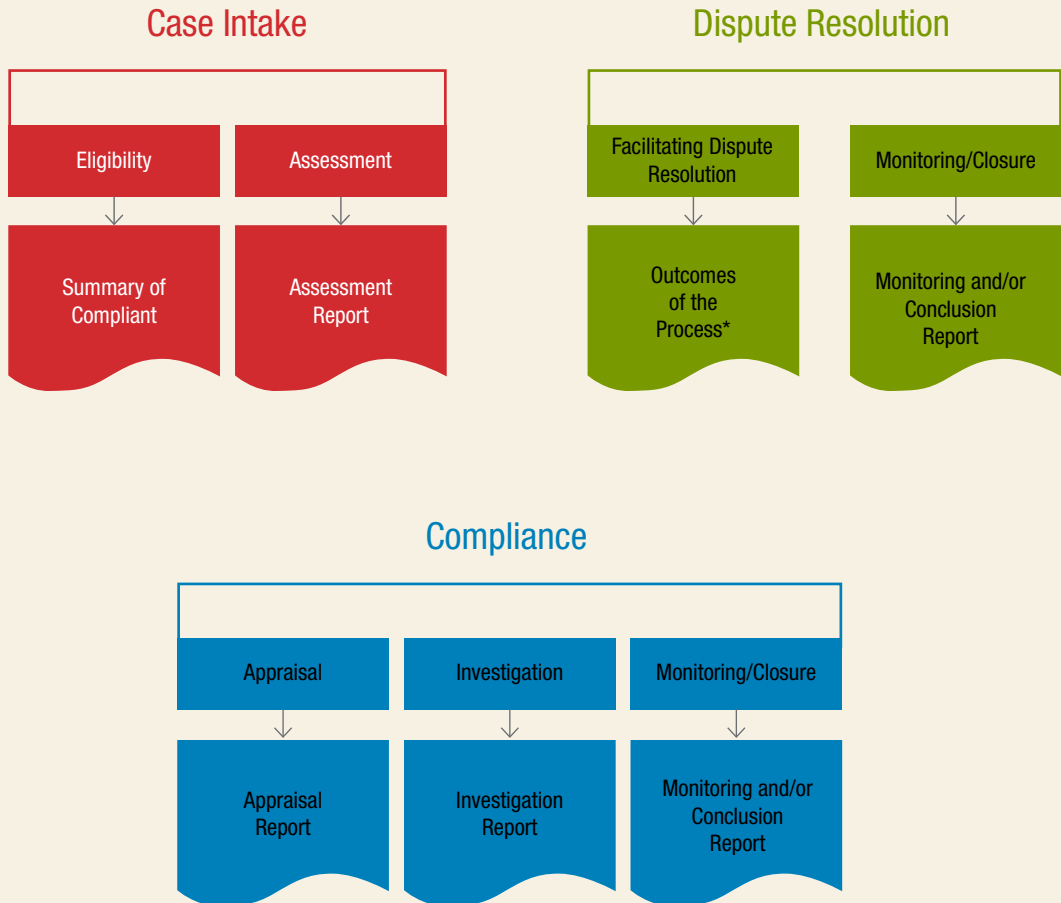 Case Intake
Dispute Resolution
Eligibility
Assessment
Facilitating Dispute
Resolution
Monitoring/Closure
Summary of
Compliant
Assessment
Report
Outcomes
of the
Process*
Monitoring and/or
Conclusion
Report
Compliance
Appraisal
Investigation
Monitoring/Closure
Appraisal
Report
Investigation
Report
Monitoring and/or
Conclusion
Report